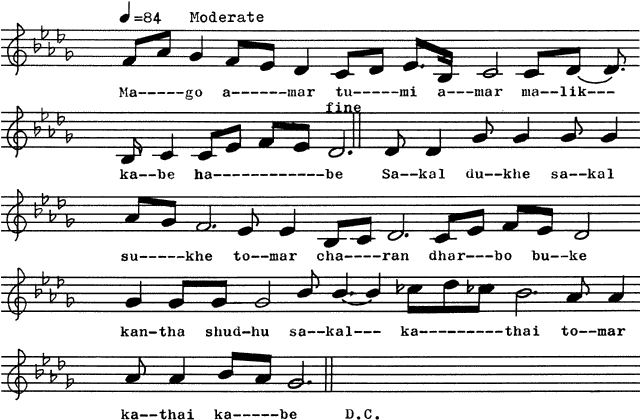 =84 Moderate
Ma-----go a------mar tu----mi a---mar ma--lik---
fine
ka--be ha------------be Sa--kal du--khe sa--kal
su-----khe to--mar cha----ran dhar---bo bu--ke
kan-tha shud-hu sa--kal--- ka---------thai to--mar
ka--thai ka-----be D.C.